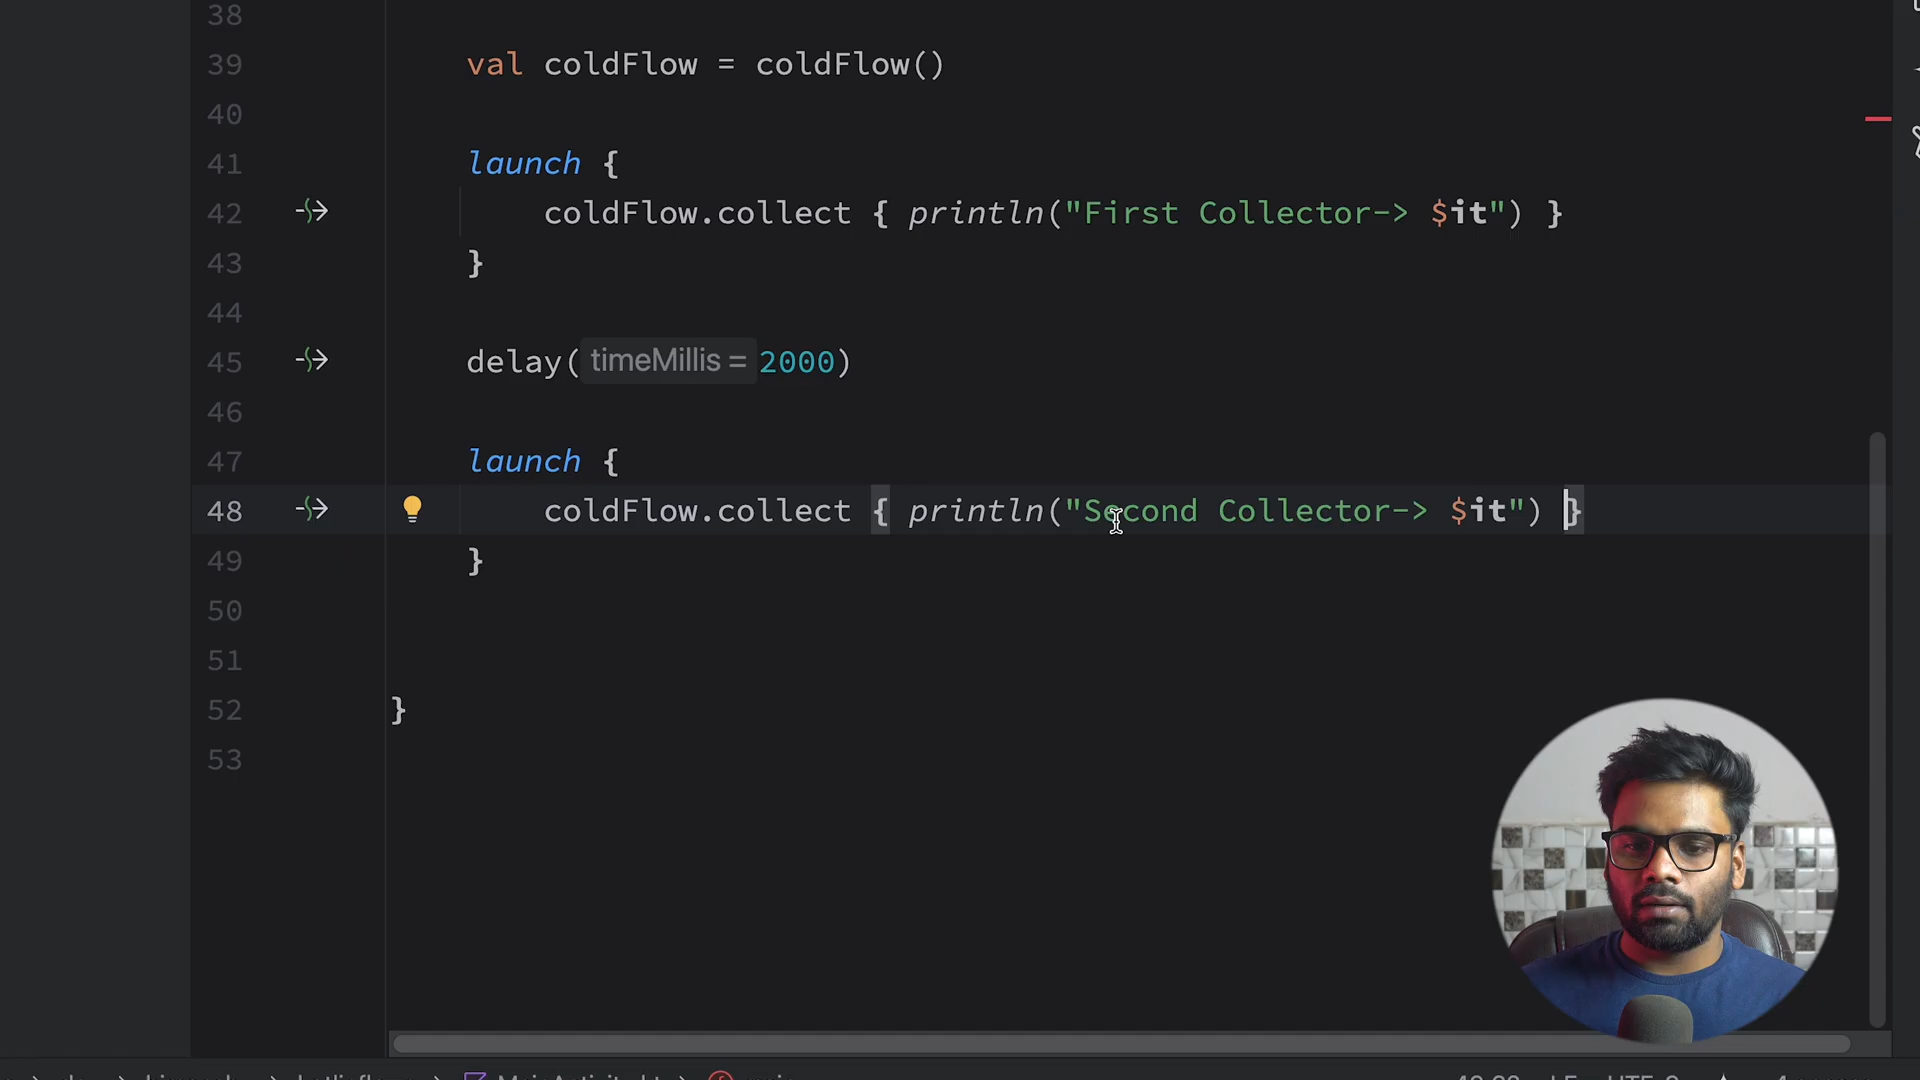 38
39 val coldFlow = coldFlow()
40
41 launch {
42 coldFlow.collect { println("First Collector-> $it") }
43 }
44
45 delay( timeMillis = 2000)
46
47 launch {
48 coldFlow.collect { println("Second Collector-> $it") }
49 }
50
51
52 }
53